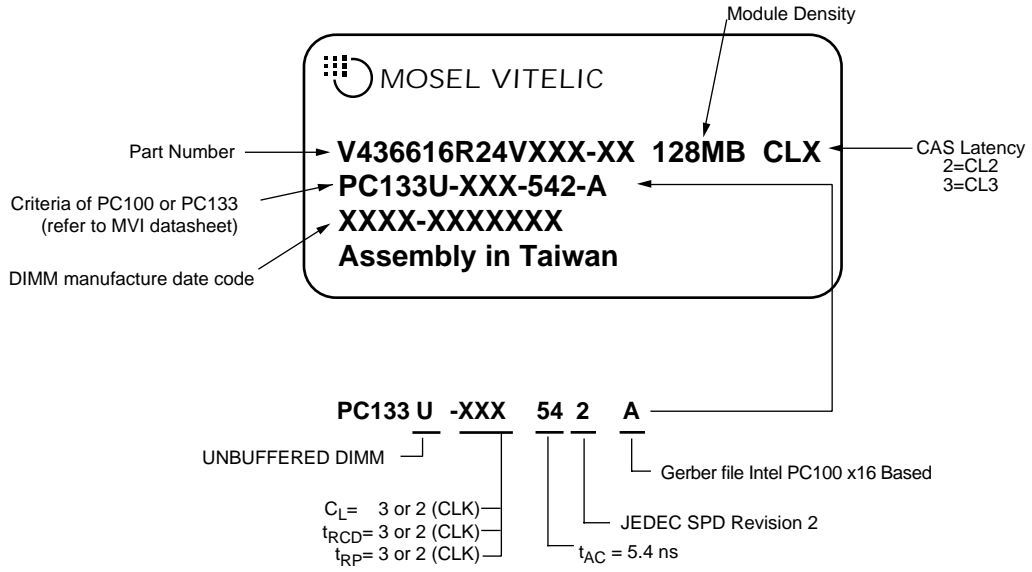 Module Density
MOSEL VITELIC
Part Number
V436616R24VXXX-XX 128MB CLX
CAS Latency
2=CL2
3=CL3
Criteria of PC100 or PC133
(refer to MVI datasheet)
PC133U-XXX-542-A
DIMM manufacture date code
XXXX-XXXXXXX
Assembly in Taiwan
PC133 U -XXX 54 2 A
UNBUFFERED DIMM
Gerber file Intel PC100 x16 Based
CL= 3 or 2 (CLK)
tRCD= 3 or 2 (CLK)
tRP= 3 or 2 (CLK)
JEDEC SPD Revision 2
tAC = 5.4 ns